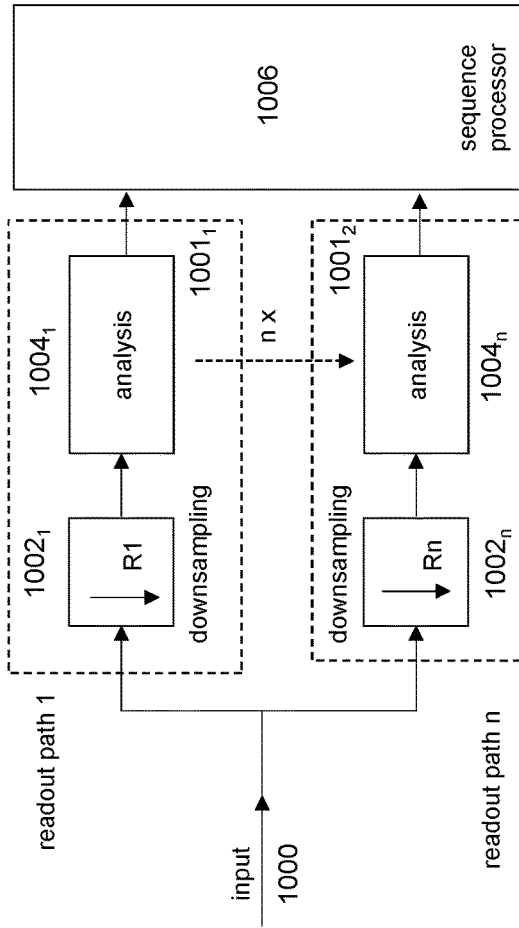 readout path 1
1002₁
R1
downsampling
1004₁
analysis
1001₁
input
1000
n x
1006
sequence
processor
readout path n
downsampling
Rn
1002ₙ
1001₂
analysis
1004ₙ